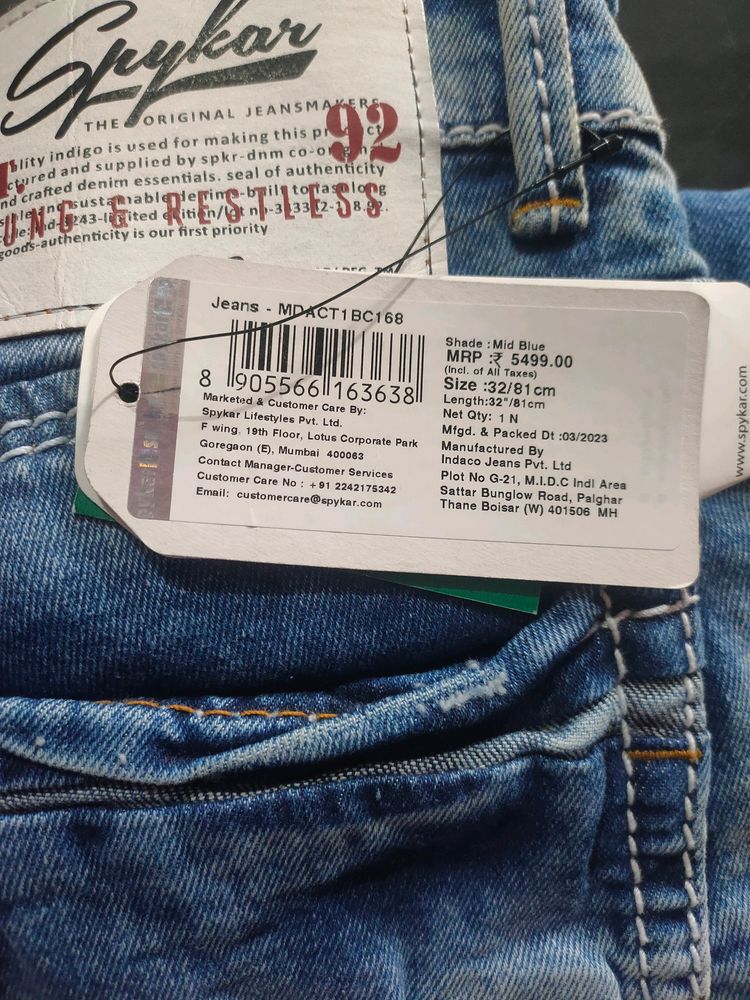 Spykar
THE ORIGINAL JEANSMAKERS
lity indigo is used for making this
92
ctured and supplied by spkr-dnm
nd crafted denim essentials. seal of authenticity
UNG & RESTLESS
goods-authenticity is our first priority
Jeans - MDACT1BC168
8 905566 163638
Marketed & Customer Care By:
Spykar Lifestyles Pvt. Ltd.
F wing, 19th Floor, Lotus Corporate Park
Goregaon (E), Mumbai 400063
Contact Manager-Customer Services
Customer Care No : +91 2242175342
Email: customercare@spykar.com
Shade :Mid Blue
MRP :₹ 5499.00
(Incl. of All Taxes)
Size :32/81cm
Length:32"/81cm
Net Qty: 1 N
Mfgd. & Packed Dt :03/2023
Manufactured By
Indaco Jeans Pvt. Ltd
Plot No G-21, M.I.D.C Indl Area
Sattar Bunglow Road, Palghar
Thane Boisar (W) 401506 MH
www.spykar.com